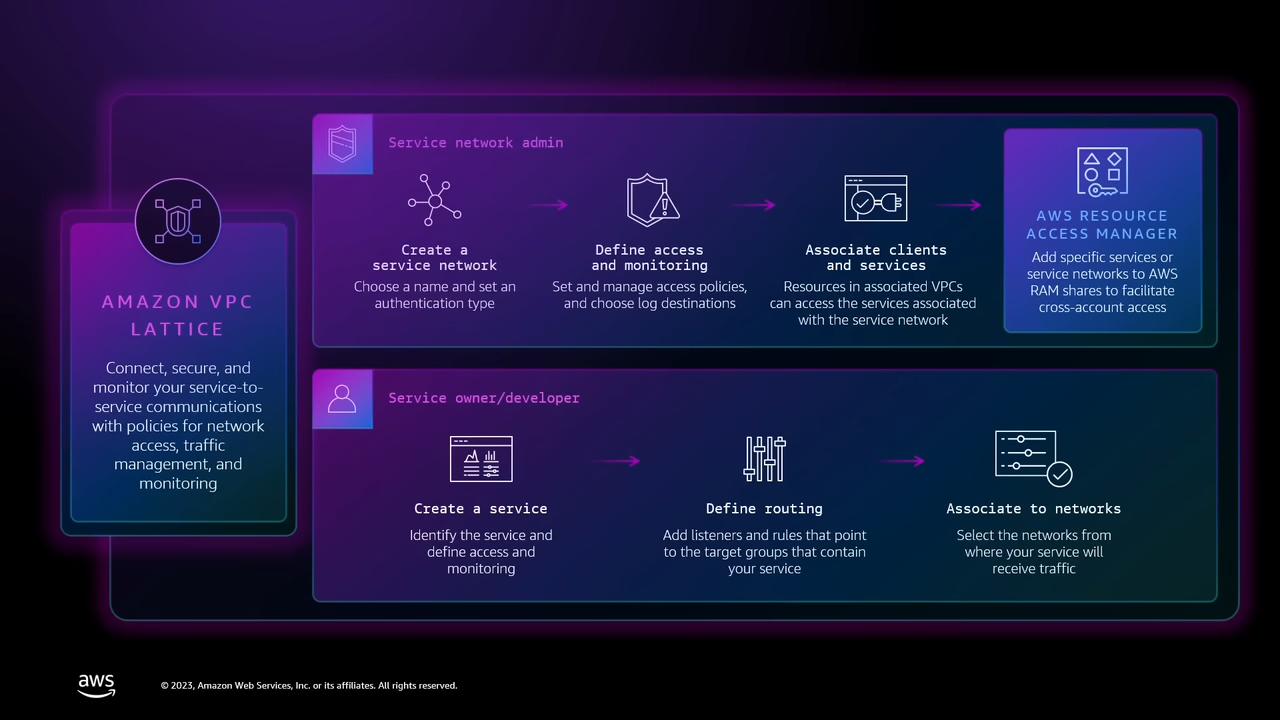 AMAZON VPC
LATTICE
Connect, secure, and
monitor your service-to-
service communications
with policies for network
access, traffic
management, and
monitoring
Service network admin
Create a
service network
Choose a name and set an
authentication type
Define access
and monitoring
Set and manage access policies,
and choose log destinations
Associate clients
and services
Resources in associated VPCs
can access the services associated
with the service network
AWS RESOURCE
ACCESS MANAGER
Add specific services or
service networks to AWS
RAM shares to facilitate
cross-account access
Service owner/developer
Create a service
Identify the service and
define access and
monitoring
Define routing
Add listeners and rules that point
to the target groups that contain
your service
Associate to networks
Select the networks from
where your service will
receive traffic
aws
© 2023, Amazon Web Services, Inc. or its affiliates. All rights reserved.